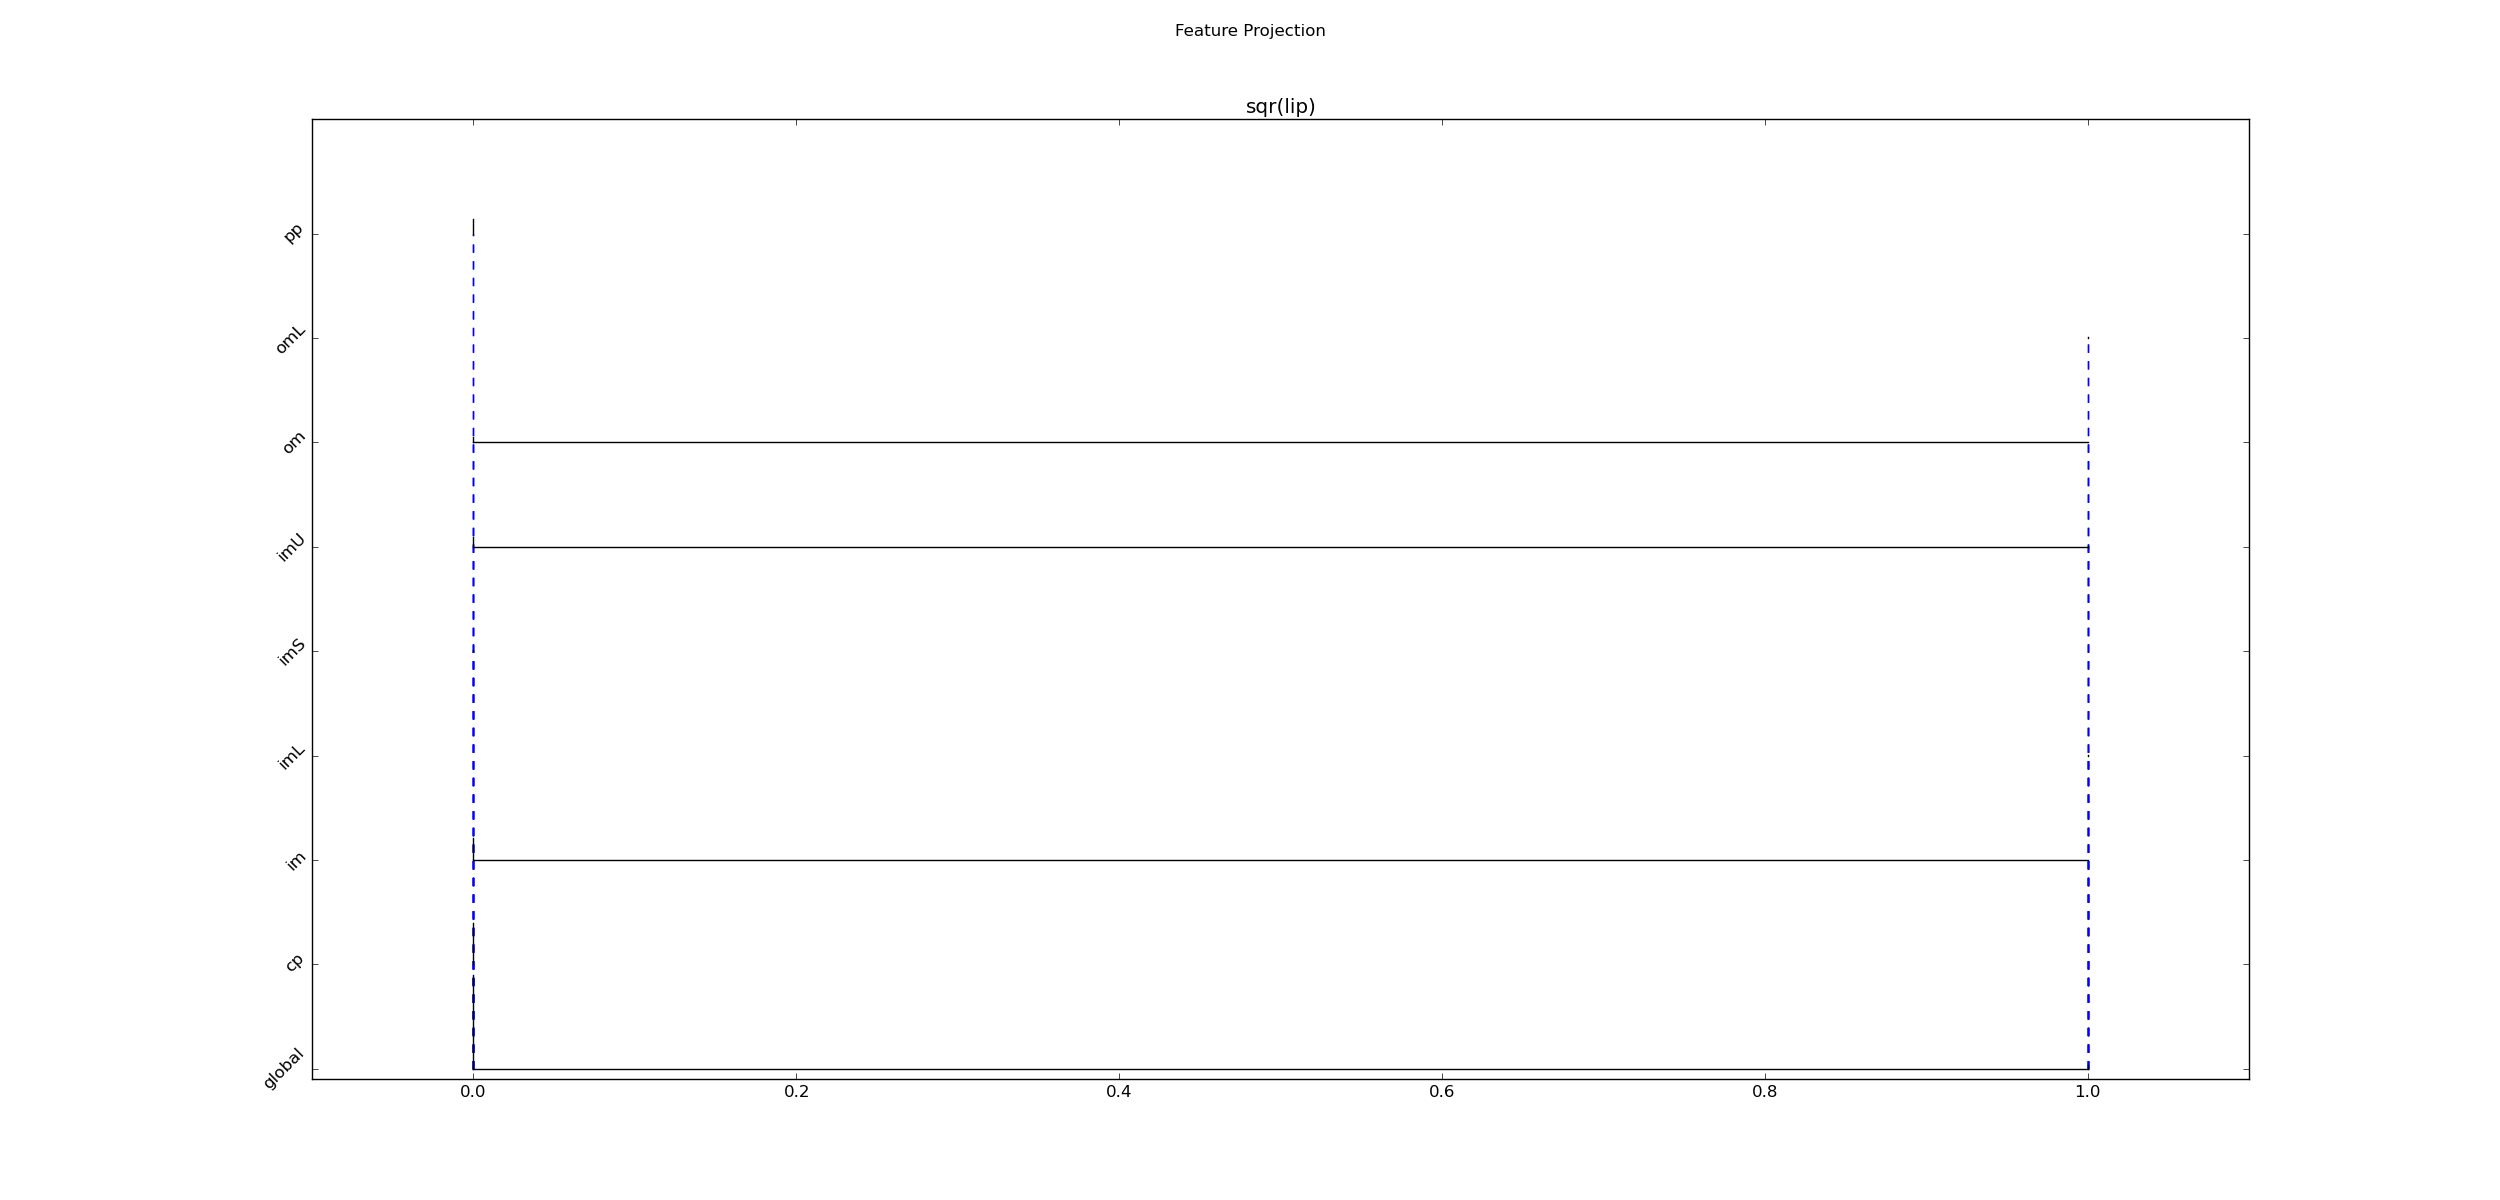 Feature Projection
sqr(lip)
pp
omL
om
imU
imS
imL
im
cp
global
0.0 0.2 0.4 0.6 0.8 1.0